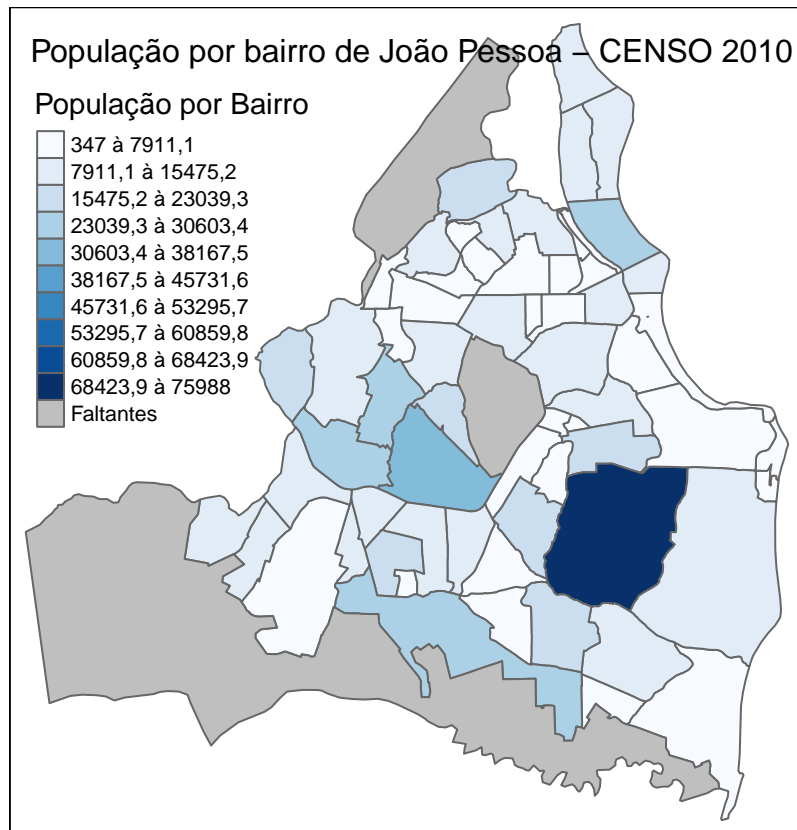 População por bairro de João Pessoa – CENSO 2010
População por Bairro
347 à 7911,1
7911,1 à 15475,2
15475,2 à 23039,3
23039,3 à 30603,4
30603,4 à 38167,5
38167,5 à 45731,6
45731,6 à 53295,7
53295,7 à 60859,8
60859,8 à 68423,9
68423,9 à 75988
Faltantes